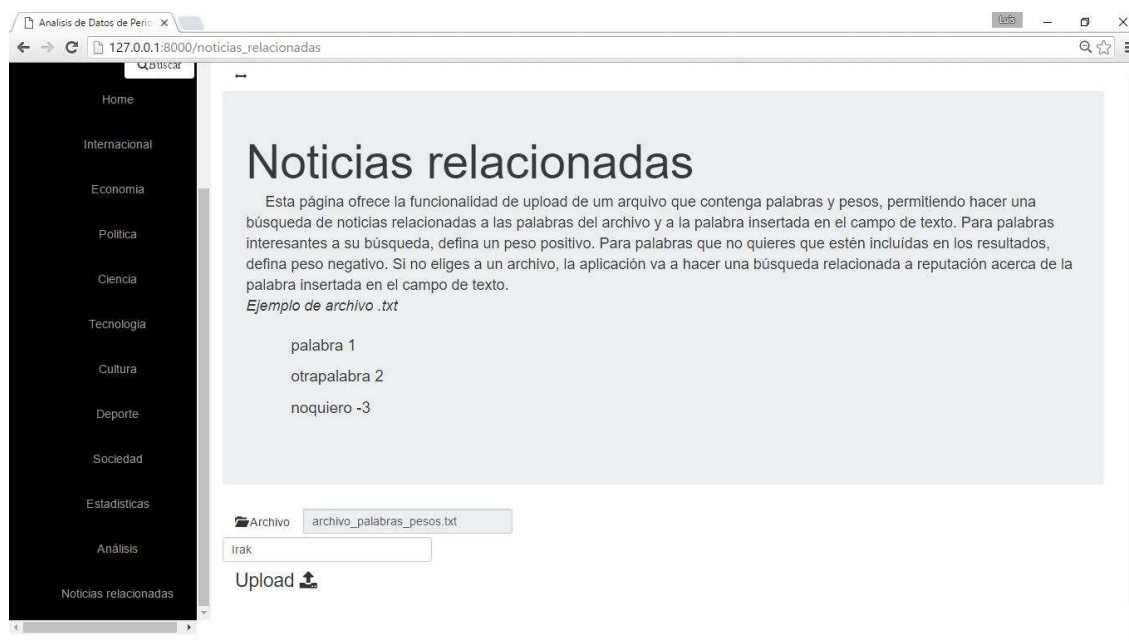 Analisis de Datos de Perio
Luis
127.0.0.1:8000/noticias_relacionadas
Buscar
Home
Internacional
Economia
Politica
Ciencia
Tecnologia
Cultura
Deporte
Sociedad
Estadisticas
Análisis
Noticias relacionadas
Noticias relacionadas
Esta página ofrece la funcionalidad de upload de um arquivo que contenga palabras y pesos, permitiendo hacer una
búsqueda de noticias relacionadas a las palabras del archivo y a la palabra insertada en el campo de texto. Para palabras
interesantes a su búsqueda, defina un peso positivo. Para palabras que no quieres que estén incluídas en los resultados,
defina peso negativo. Si no eliges a un archivo, la aplicación va a hacer una búsqueda relacionada a reputación acerca de la
palabra insertada en el campo de texto.
Ejemplo de archivo .txt
palabra 1
otrapalabra 2
noquiero -3
Archivo archivo_palabras_pesos.txt
Irak
Upload